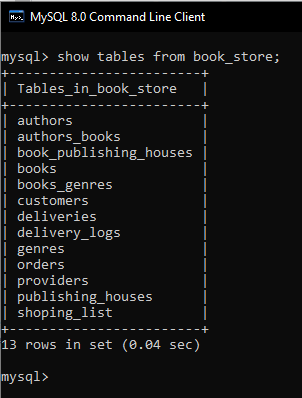 MySQL 8.0 Command Line Client
mysql> show tables from book_store;
+-------------------------+
| Tables_in_book_store    |
+-------------------------+
| authors                 |
| authors_books           |
| book_publishing_houses  |
| books                   |
| books_genres            |
| customers               |
| deliveries              |
| delivery_logs           |
| genres                  |
| orders                  |
| providers               |
| publishing_houses       |
| shoping_list            |
+-------------------------+
13 rows in set (0.04 sec)
mysql>